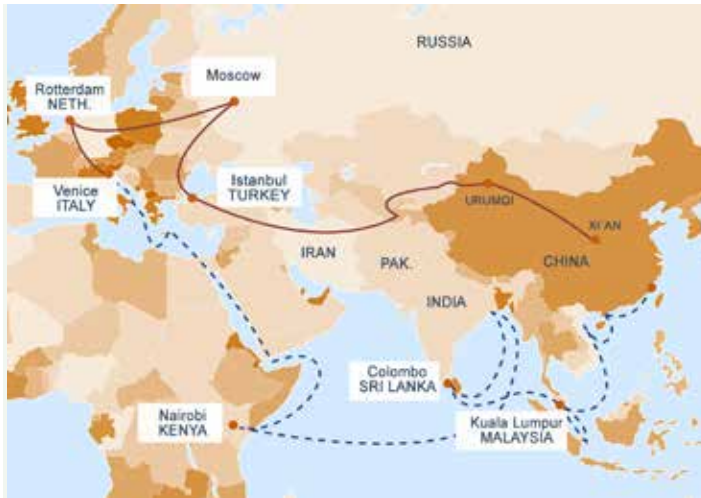 RUSSIA
Moscow
Rotterdam
NETH.
Venice
ITALY
Istanbul
TURKEY
URUMQI
XI'AN
CHINA
IRAN
PAK.
INDIA
Colombo
SRI LANKA
Nairobi
KENYA
Kuala Lumpur
MALAYSIA